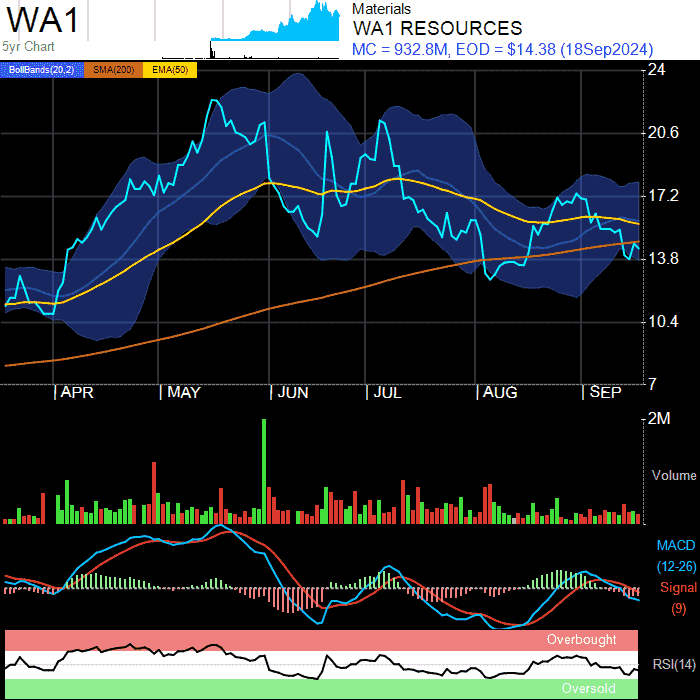 WA1
5yr Chart
Materials
WA1 RESOURCES
MC = 932.8M, EOD = $14.38 (18Sep2024)
BollBands(20,2) SMA(200) EMA(50)
24
20.6
17.2
13.8
10.4
7
APR MAY JUN JUL AUG SEP
2M
Volume
MACD
(12-26)
Signal
(9)
Overbought
RSI(14)
Oversold